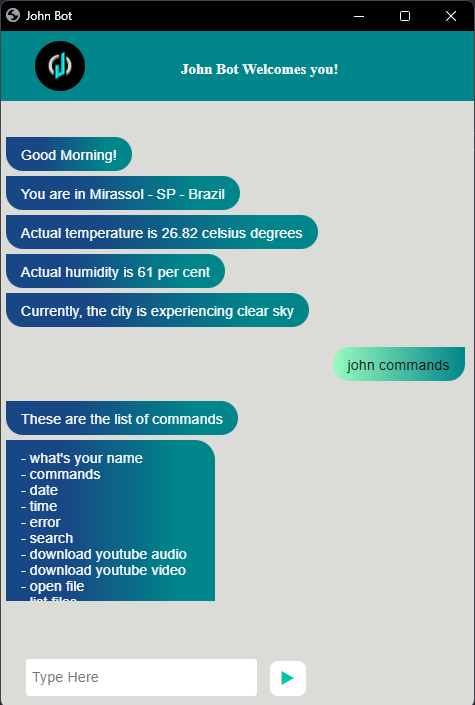 John Bot
John Bot Welcomes you!
Good Morning!
You are in Mirassol - SP - Brazil
Actual temperature is 26.82 celsius degrees
Actual humidity is 61 per cent
Currently, the city is experiencing clear sky
john commands
These are the list of commands
- what's your name
- commands
- date
- time
- error
- search
- download youtube audio
- download youtube video
- open file
- list files
Type Here